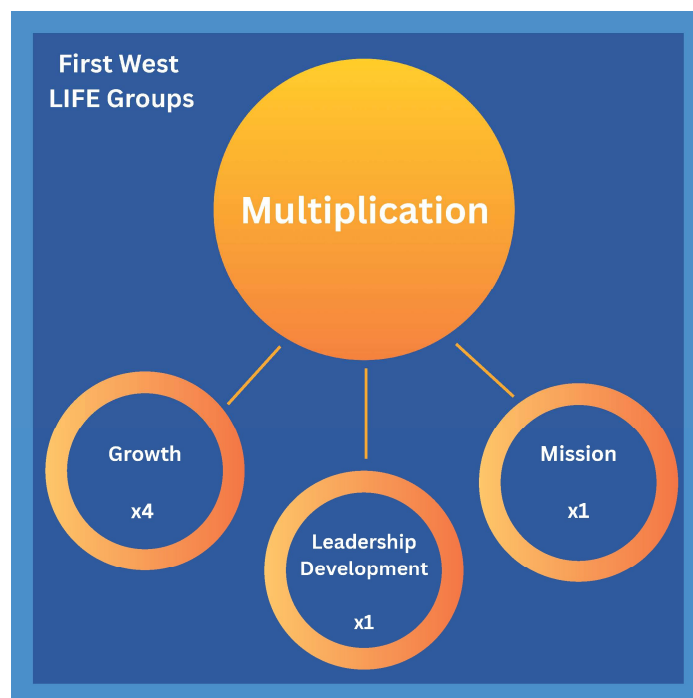 First West
LIFE Groups
Multiplication
Growth
x4
Leadership
Development
x1
Mission
x1